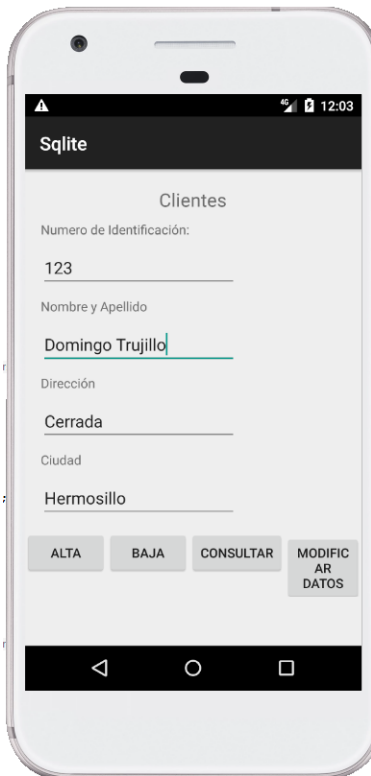 4G 12:03
Sqlite
Clientes
Numero de Identificación:
123
Nombre y Apellido
Domingo Trujillo
Dirección
Cerrada
Ciudad
Hermosillo
ALTA BAJA CONSULTAR MODIFIC
AR
DATOS